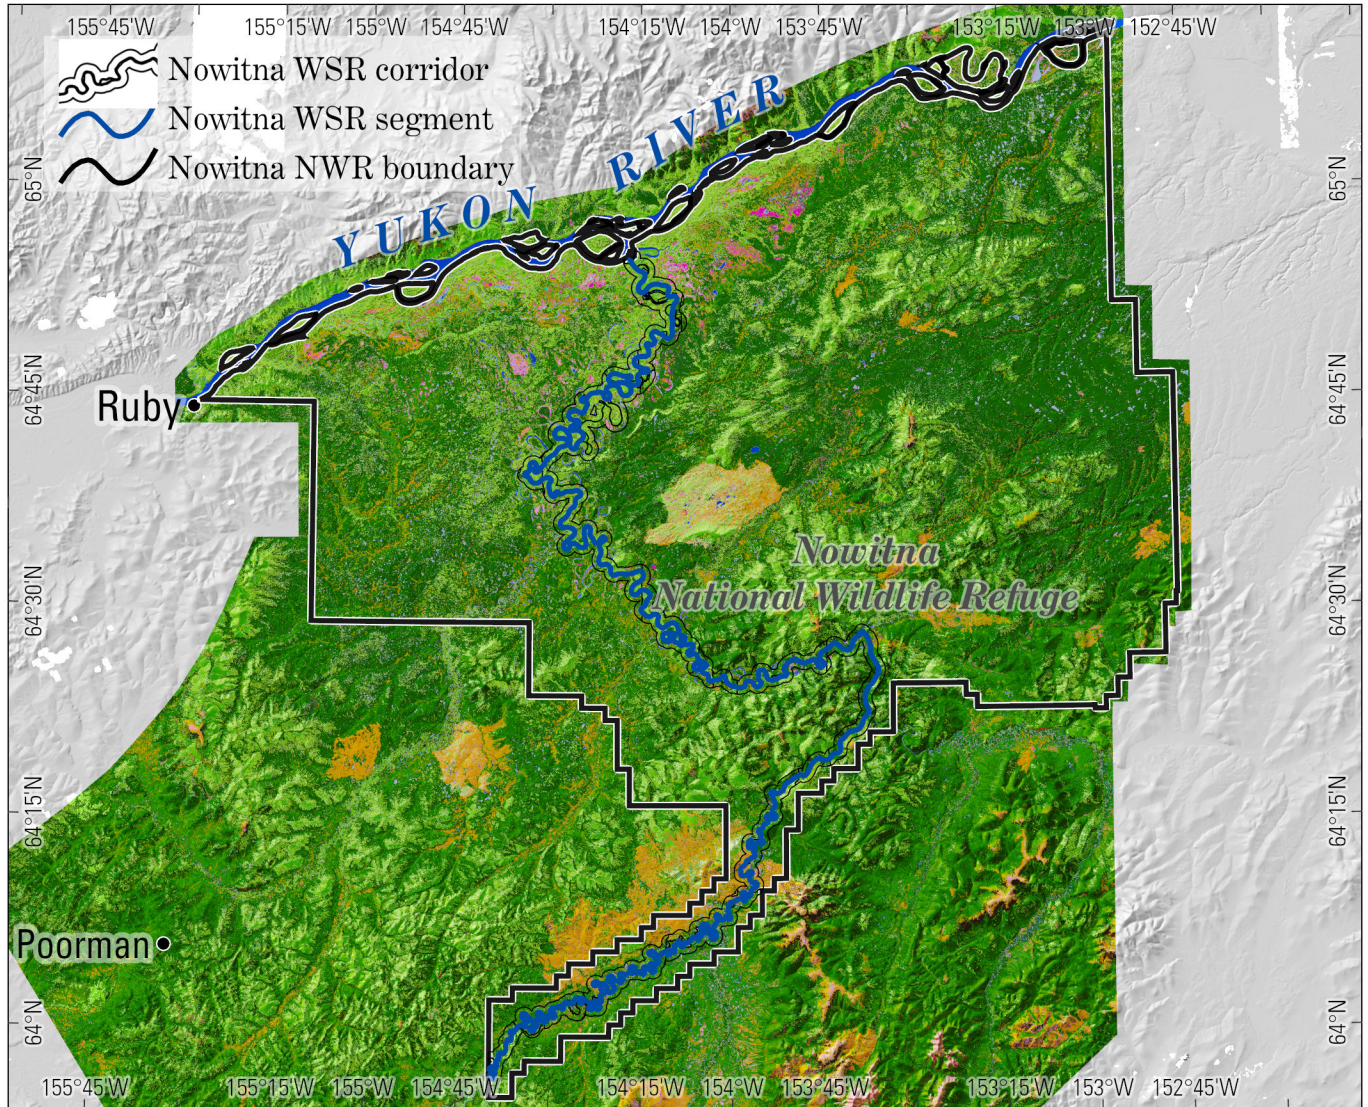 155°45'W 155°15'W 155°W 154°45'W 154°15'W 154°W 153°45'W 153°15'W 153°W 152°45'W
Nowitna WSR corridor
Nowitna WSR segment
Nowitna NWR boundary
YUKON RIVER
65°N 65°N
64°45'N 64°45'N
Ruby
Nowitna
National Wildlife Refuge
64°30'N 64°30'N
64°15'N 64°15'N
Poorman
64°N 64°N
155°45'W 155°15'W 155°W 154°45'W 154°15'W 154°W 153°45'W 153°15'W 153°W 152°45'W